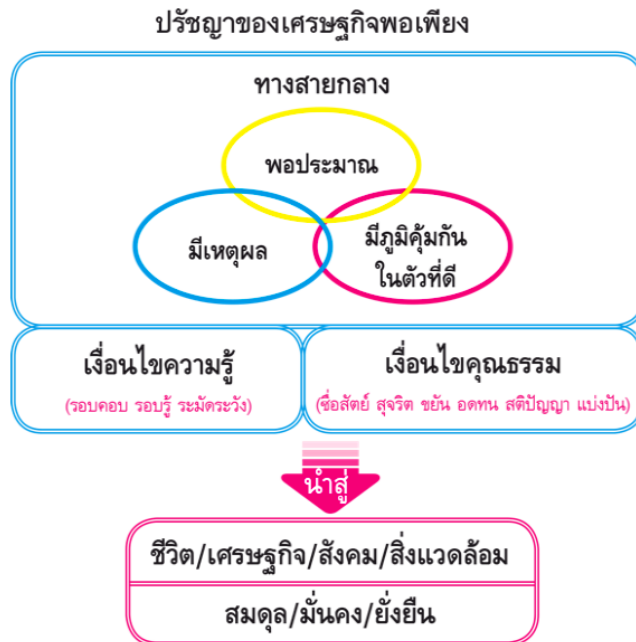 ปรัชญาของเศรษฐกิจพอเพียง
ทางสายกลาง
พอประมาณ
มีเหตุผล
มีภูมิคุ้มกัน
ในตัวที่ดี
เงื่อนไขความรู้
(รอบคอบ รอบรู้ ระมัดระวัง)
เงื่อนไขคุณธรรม
(ซื่อสัตย์ สุจริต ขยัน อดทน สติปัญญา แบ่งปัน)
นำสู่
ชีวิต/เศรษฐกิจ/สังคม/สิ่งแวดล้อม
สมดุล/มั่นคง/ยั่งยืน